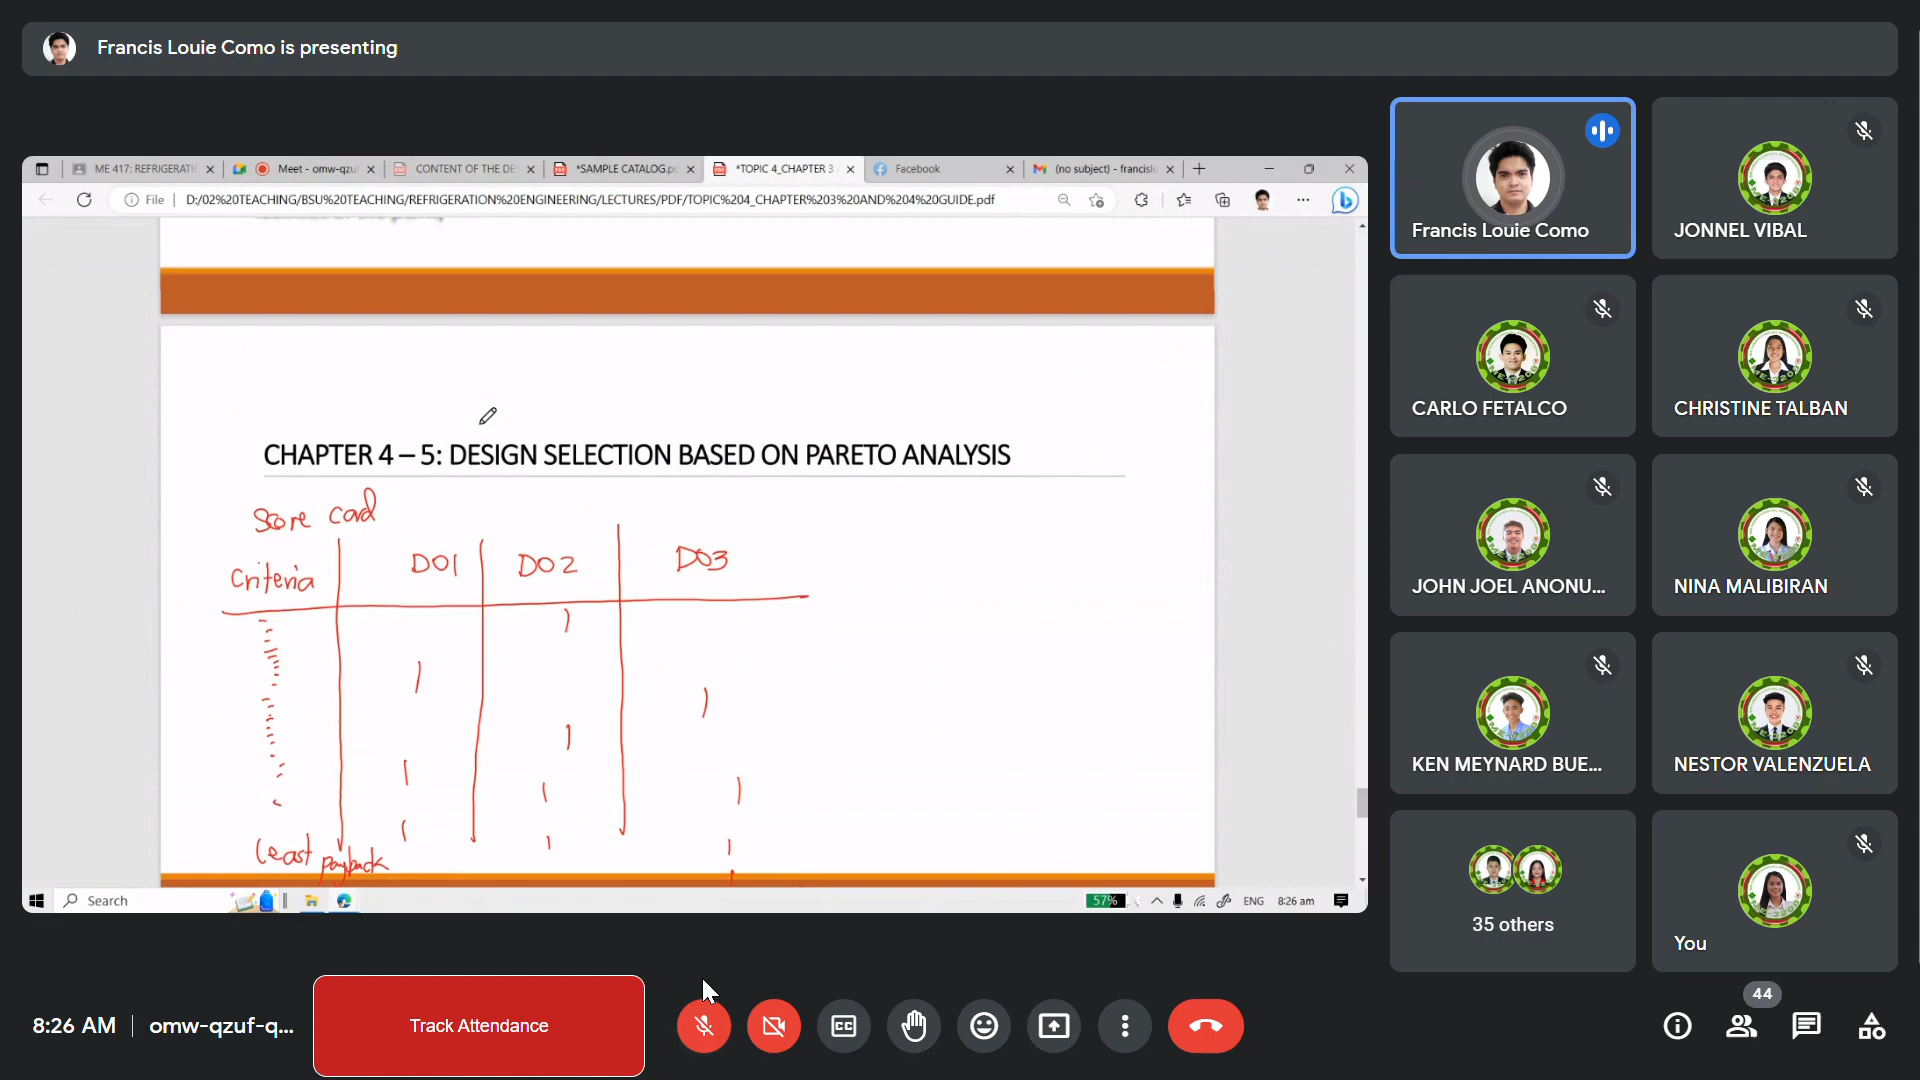 Francis Louie Como is presenting
ME 417: REFRIGERATI
Meet - omw-qzu
CONTENT OF THE DE
*SAMPLE CATALOG.p
*TOPIC 4_CHAPTER 3
Facebook
(no subject) - francislo
File
D:/02%20TEACHING/BSU%20TEACHING/REFRIGERATION%20ENGINEERING/LECTURES/PDF/TOPIC%204_CHAPTER%203%20AND%204%20GUIDE.pdf
CHAPTER 4 – 5: DESIGN SELECTION BASED ON PARETO ANALYSIS
Score card
Criteria DO1 DO2 DO3
least payback
Search
57%
ENG
8:26 am
Francis Louie Como
JONNEL VIBAL
CARLO FETALCO
CHRISTINE TALBAN
JOHN JOEL ANONU...
NINA MALIBIRAN
KEN MEYNARD BUE...
NESTOR VALENZUELA
35 others
You
8:26 AM
omw-qzuf-q...
Track Attendance
CC
44